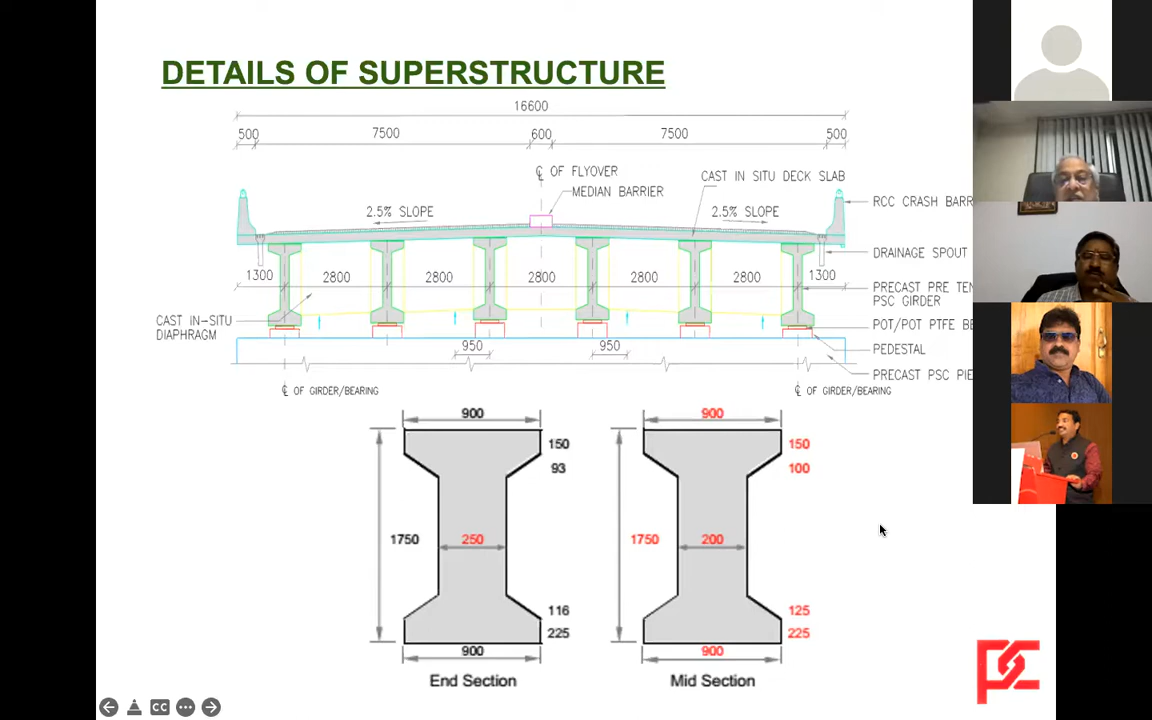 DETAILS OF SUPERSTRUCTURE
16600
500 7500 600 7500 500
℄ OF FLYOVER
MEDIAN BARRIER
CAST IN SITU DECK SLAB
2.5% SLOPE 2.5% SLOPE
RCC CRASH BARR
DRAINAGE SPOUT
1300 2800 2800 2800 2800 2800 1300
PRECAST PRE TEN
PSC GIRDER
CAST IN-SITU
DIAPHRAGM
POT/POT PTFE BE
PEDESTAL
950 950
PRECAST PSC PIE
℄ OF GIRDER/BEARING ℄ OF GIRDER/BEARING
900 900
150 150
93 100
1750 250 1750 200
116 125
225 225
900 900
End Section Mid Section
CC